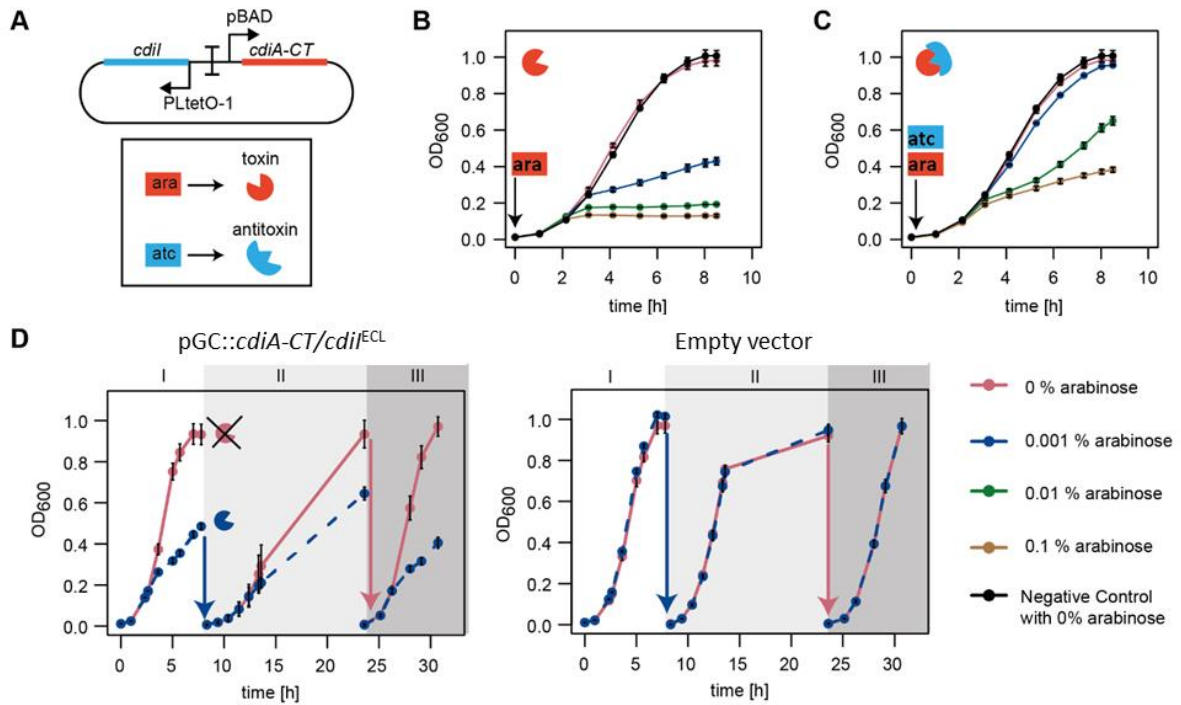 A
pBAD
cdiI
cdiA-CT
PLtetO-1
toxin
ara
antitoxin
atc
B
OD600
1.0
0.8
0.6
0.4
0.2
0.0
ara
0 2 4 6 8 10
time [h]
C
OD600
1.0
0.8
0.6
0.4
0.2
0.0
atc
ara
0 2 4 6 8 10
time [h]
D
pGC::cdiA-CT/cdiI^ECL
I II III
OD600
1.0
0.8
0.6
0.4
0.2
0.0
0 5 10 15 20 25 30
time [h]
Empty vector
I II III
OD600
1.0
0.8
0.6
0.4
0.2
0.0
0 5 10 15 20 25 30
time [h]
0 % arabinose
0.001 % arabinose
0.01 % arabinose
0.1 % arabinose
Negative Control
with 0% arabinose